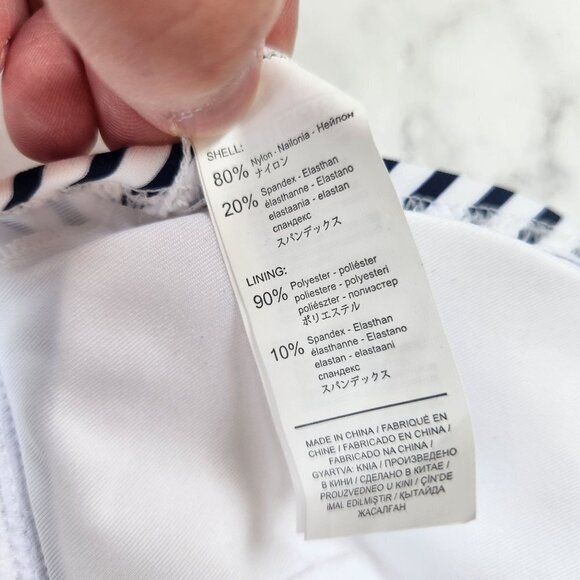 SHELL:
80% Nylon - Nailonia - Нейлон
ナイロン
20% Spandex - Elasthan
élasthanne - Elastano
elastaania - elastan
спандекс
スパンデックス
LINING:
90% Polyester - poliéster
poliestere - polyesteri
poliészter - полиэстер
ポリエステル
10% Spandex - Elasthan
élasthanne - Elastano
elastan - elastaani
спандекс
スパンデックス
MADE IN CHINA / FABRIQUÉ EN
CHINE / FABRICADO EN CHINA /
FABRICADO NA CHINA /
GYARTVA: KNIA / ПРОИЗВЕДЕНО
В КИНИ / СДЕЛАНО В КИТАЕ /
PROUZVEDNEO U KINI / ÇİN'DE
IMAL EDILMIŞTIR / ҚЫТАЙДА
ЖАСАЛҒАН